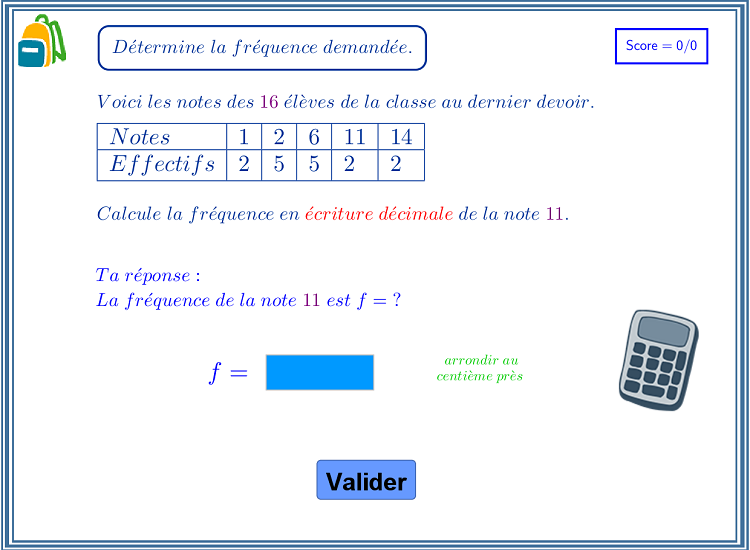 Détermine la fréquence demandée.
Score = 0/0
Voici les notes des 16 élèves de la classe au dernier devoir.
Notes 1 2 6 11 14
Effectifs 2 5 5 2 2
Calcule la fréquence en écriture décimale de la note 11.
Ta réponse :
La fréquence de la note 11 est f = ?
f =
arrondir au
centième près
Valider